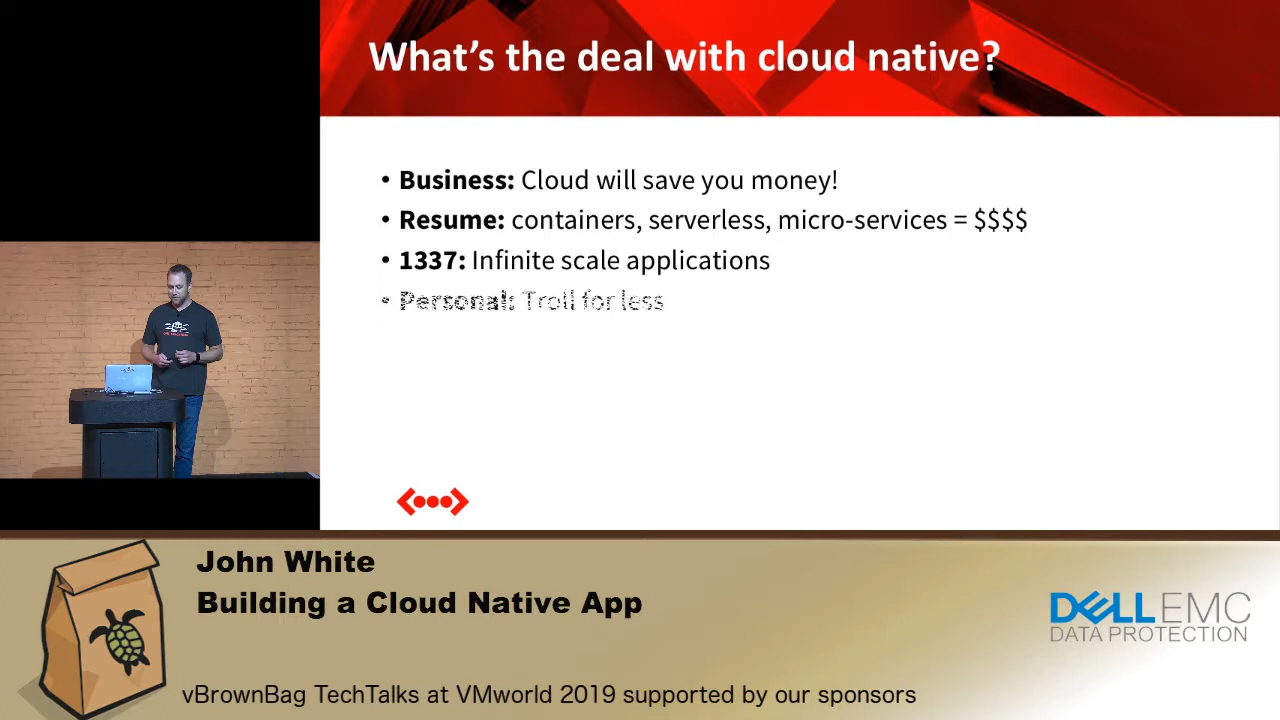 What's the deal with cloud native?
• Business: Cloud will save you money!
• Resume: containers, serverless, micro-services = $$$$
• 1337: Infinite scale applications
• Personal: Troll for less
John White
Building a Cloud Native App
DELL EMC
DATA PROTECTION
vBrownBag TechTalks at VMworld 2019 supported by our sponsors